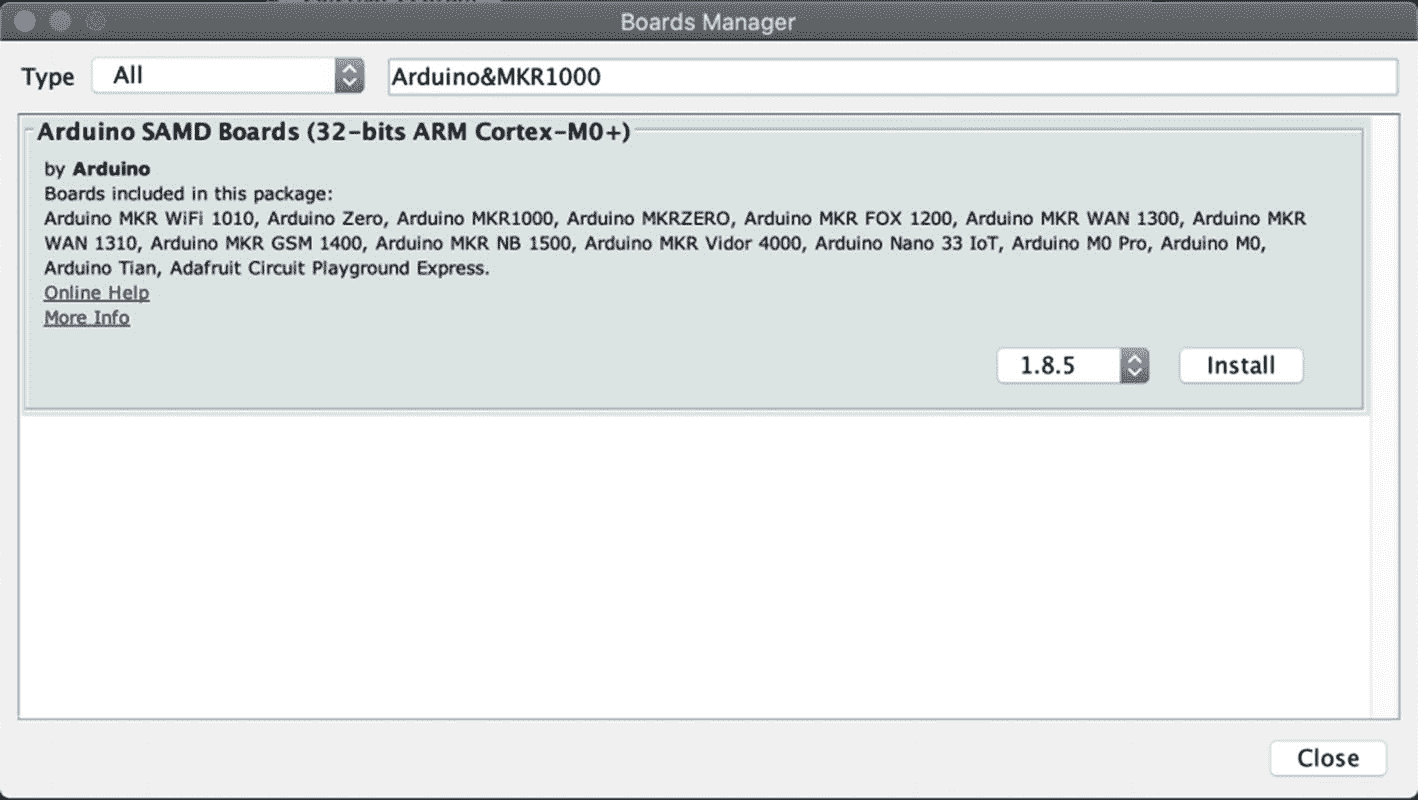 Boards Manager
Type All Arduino&MKR1000
Arduino SAMD Boards (32-bits ARM Cortex-M0+)
by Arduino
Boards included in this package:
Arduino MKR WiFi 1010, Arduino Zero, Arduino MKR1000, Arduino MKRZERO, Arduino MKR FOX 1200, Arduino MKR WAN 1300, Arduino MKR
WAN 1310, Arduino MKR GSM 1400, Arduino MKR NB 1500, Arduino MKR Vidor 4000, Arduino Nano 33 IoT, Arduino M0 Pro, Arduino M0,
Arduino Tian, Adafruit Circuit Playground Express.
Online Help
More Info
1.8.5 Install
Close